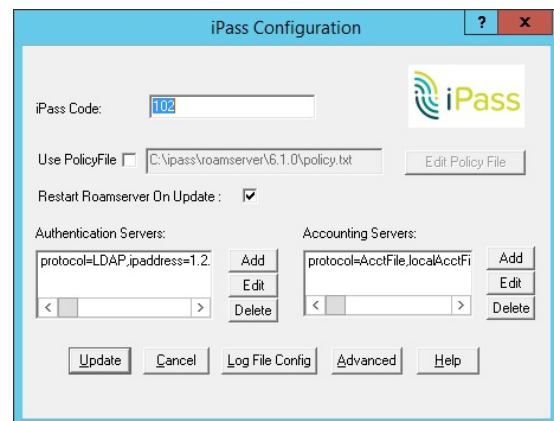 iPass Configuration
? x
iPass
iPass Code: 102
Use PolicyFile C:\ipass\roamserver\6.1.0\policy.txt Edit Policy File
Restart Roamserver On Update :
Authentication Servers:
protocol=LDAP,ipaddress=1.2.
Add
Edit
Delete
Accounting Servers:
protocol=AcctFile,localAcctFi
Add
Edit
Delete
Update Cancel Log File Config Advanced Help